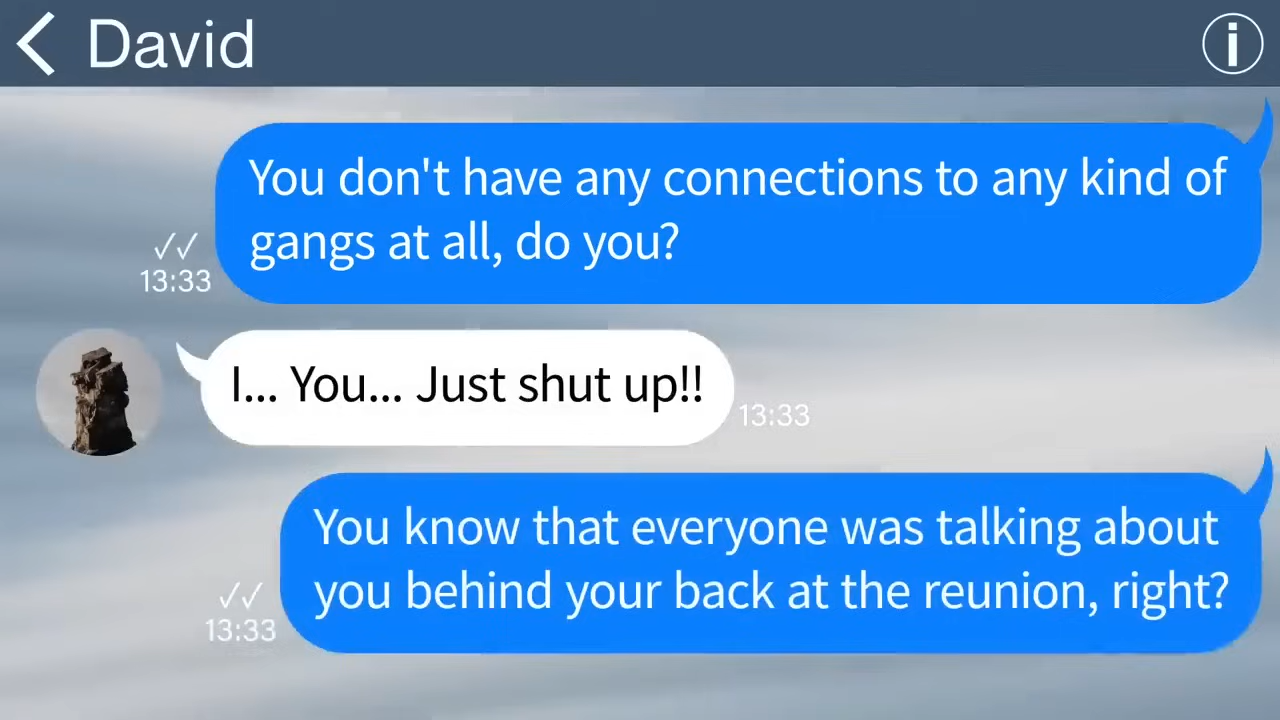 David
You don't have any connections to any kind of
gangs at all, do you?
13:33
I... You... Just shut up!!
13:33
You know that everyone was talking about
you behind your back at the reunion, right?
13:33